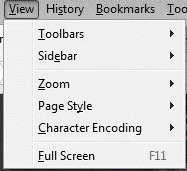 View History Bookmarks Too
Toolbars
Sidebar
Zoom
Page Style
Character Encoding
Full Screen F11